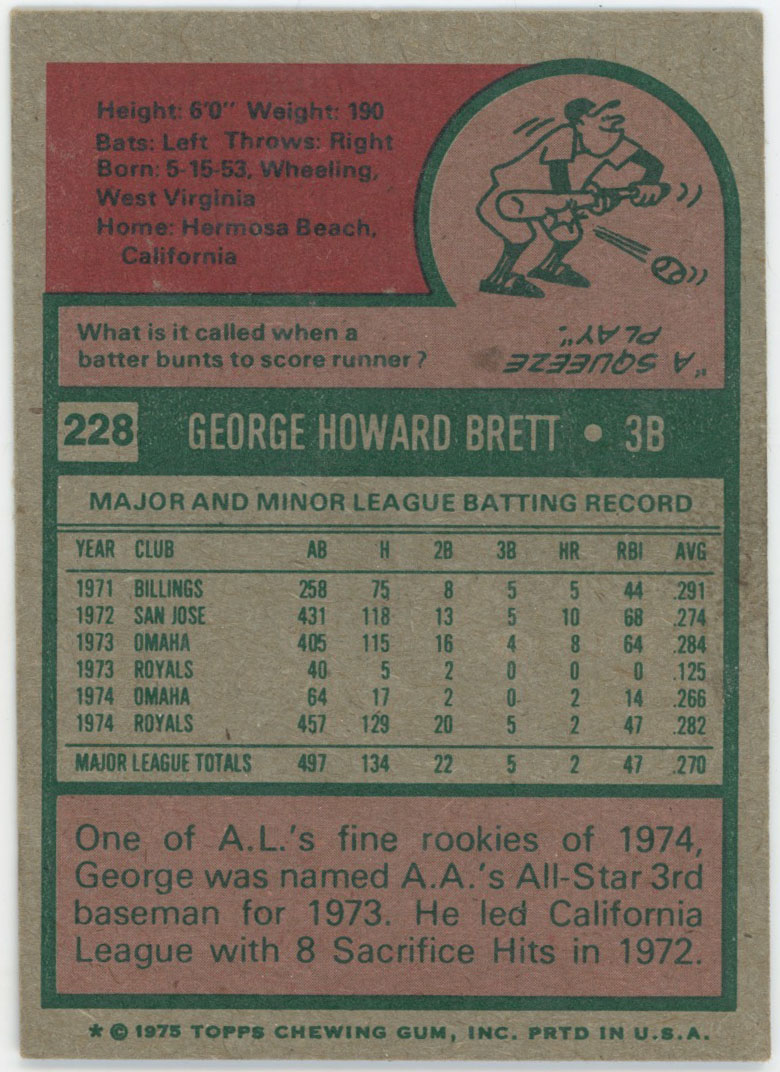 Height: 6'0" Weight: 190
Bats: Left Throws: Right
Born: 5-15-53, Wheeling,
West Virginia
Home: Hermosa Beach,
California
What is it called when a
batter bunts to score runner?
"A SQUEEZE
PLAY".
228 GEORGE HOWARD BRETT • 3B
MAJOR AND MINOR LEAGUE BATTING RECORD
YEAR CLUB AB H 2B 3B HR RBI AVG
1971 BILLINGS 258 75 8 5 5 44 .291
1972 SAN JOSE 431 118 13 5 10 68 .274
1973 OMAHA 405 115 16 4 8 64 .284
1973 ROYALS 40 5 2 0 0 0 .125
1974 OMAHA 64 17 2 0 2 14 .266
1974 ROYALS 457 129 20 5 2 47 .282
MAJOR LEAGUE TOTALS 497 134 22 5 2 47 .270
One of A.L.'s fine rookies of 1974,
George was named A.A.'s All-Star 3rd
baseman for 1973. He led California
League with 8 Sacrifice Hits in 1972.
* © 1975 TOPPS CHEWING GUM, INC. PRTD IN U.S.A.